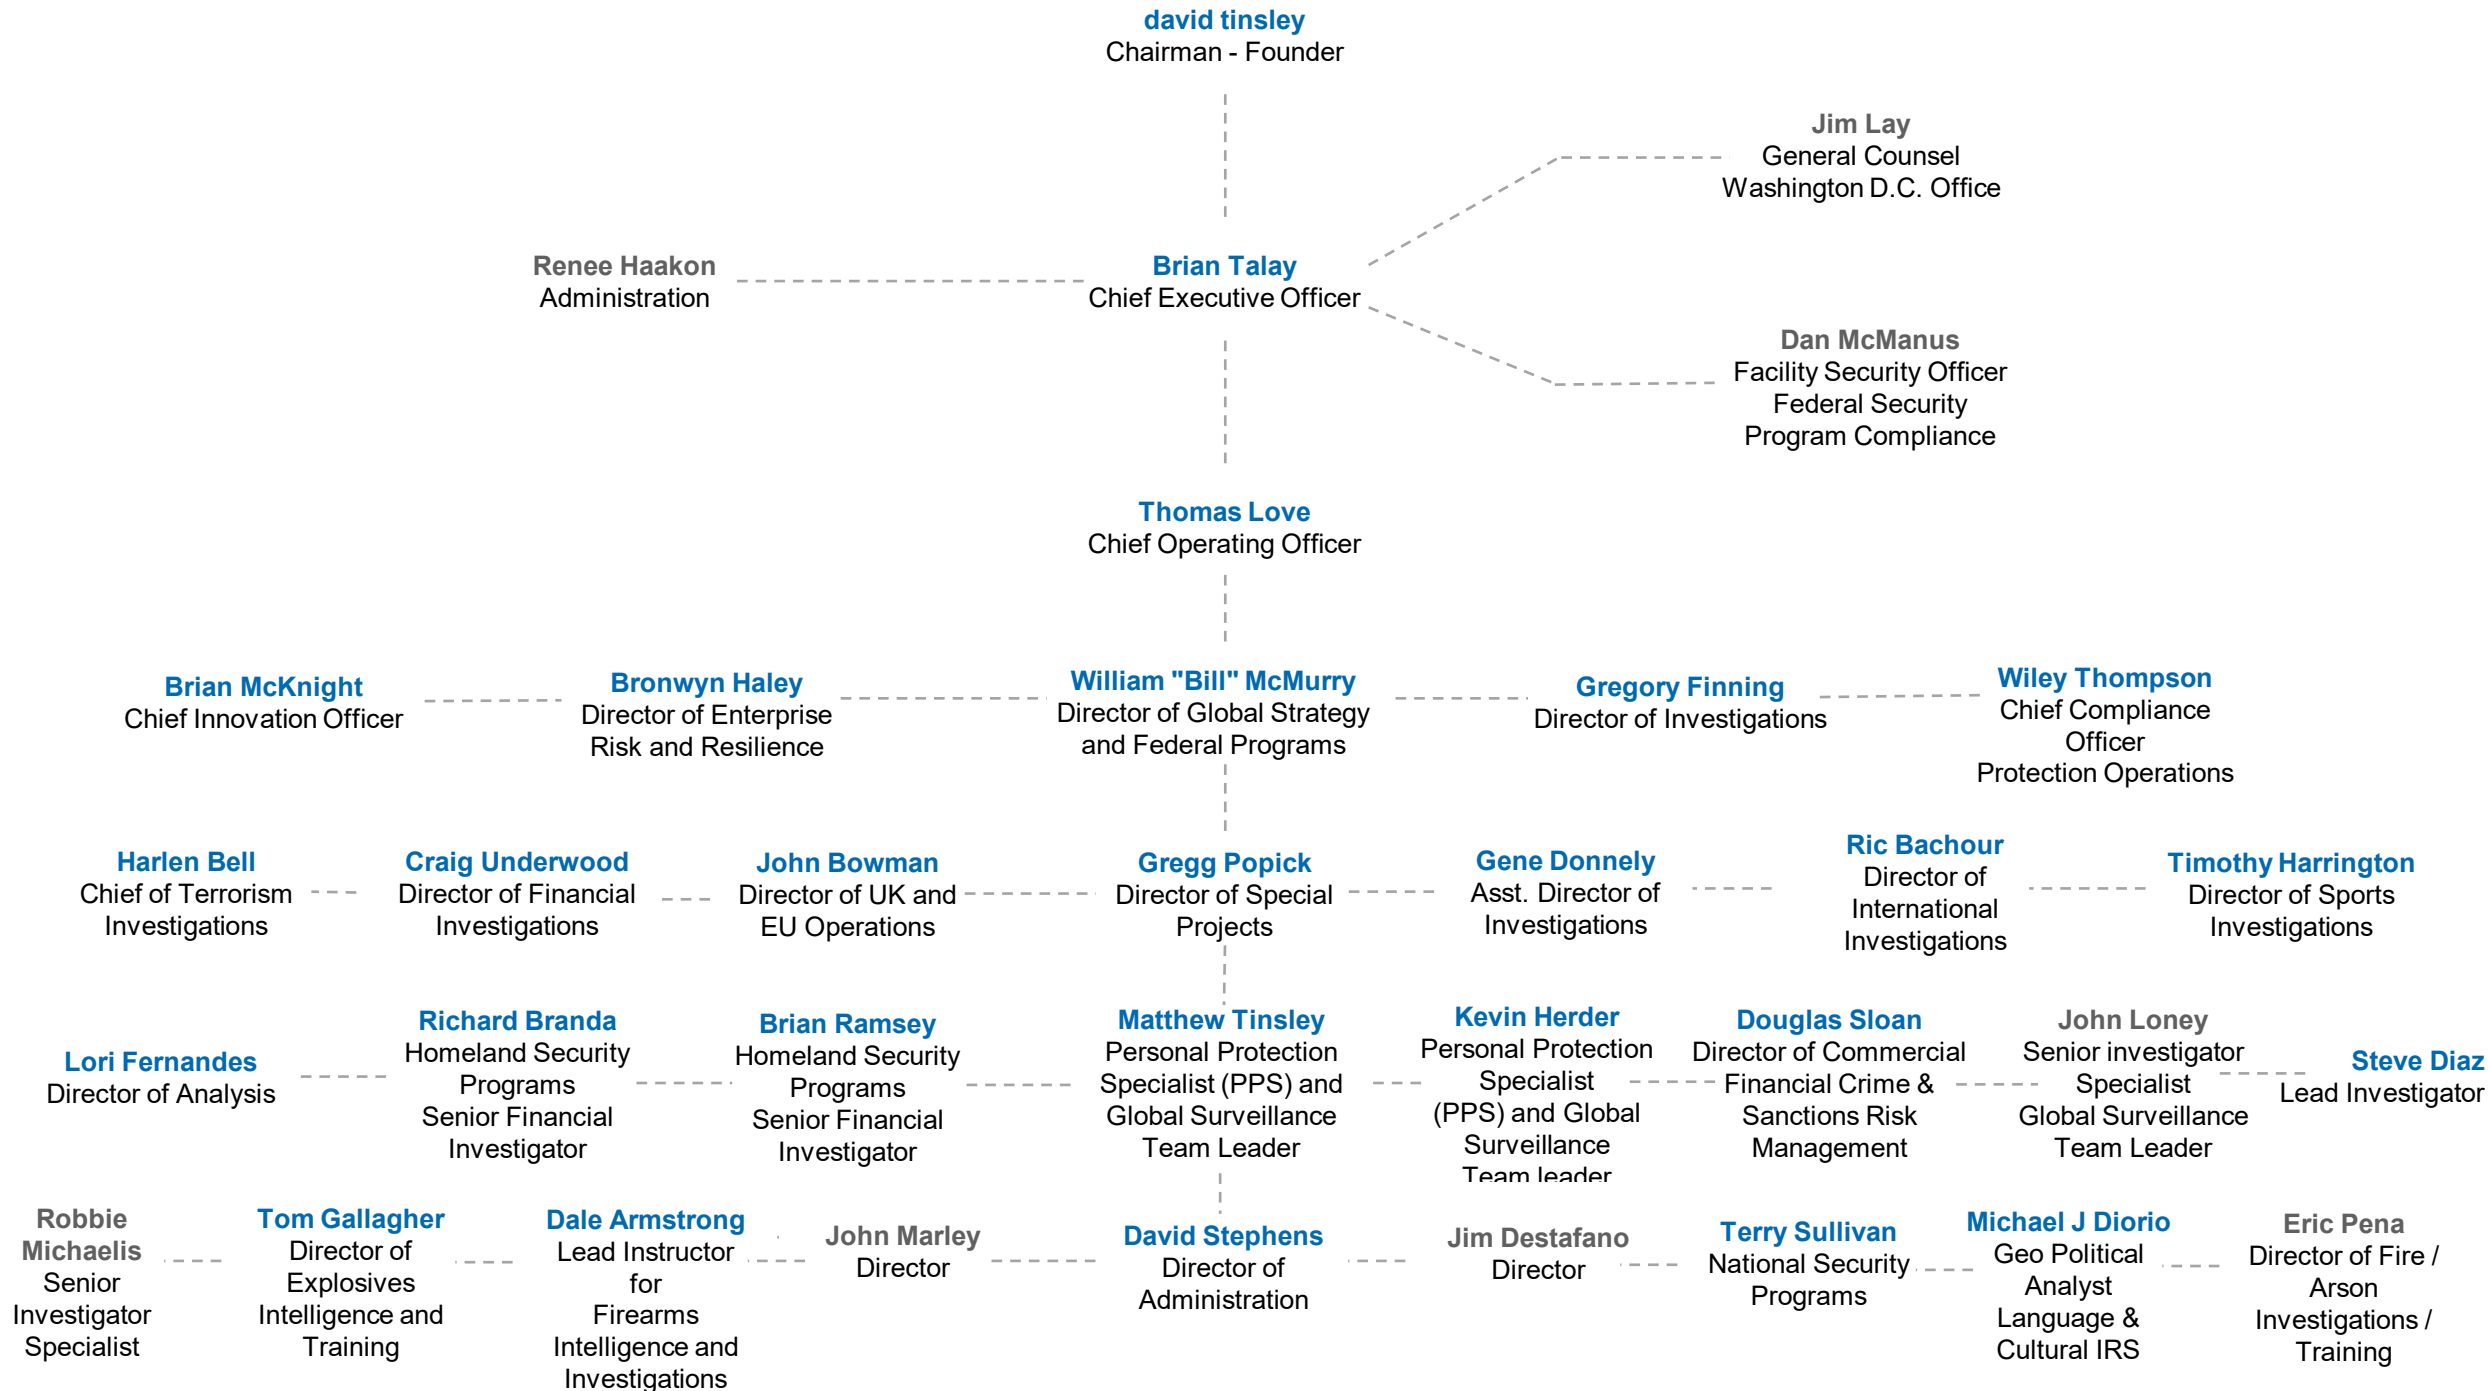 david tinsley
Chairman - Founder
Jim Lay
General Counsel
Washington D.C. Office
Renee Haakon
Administration
Brian Talay
Chief Executive Officer
Dan McManus
Facility Security Officer
Federal Security
Program Compliance
Thomas Love
Chief Operating Officer
Brian McKnight
Chief Innovation Officer
Bronwyn Haley
Director of Enterprise
Risk and Resilience
William "Bill" McMurry
Director of Global Strategy
and Federal Programs
Gregory Finning
Director of Investigations
Wiley Thompson
Chief Compliance
Officer
Protection Operations
Harlen Bell
Chief of Terrorism
Investigations
Craig Underwood
Director of Financial
Investigations
John Bowman
Director of UK and
EU Operations
Gregg Popick
Director of Special
Projects
Gene Donnely
Asst. Director of
Investigations
Ric Bachour
Director of
International
Investigations
Timothy Harrington
Director of Sports
Investigations
Lori Fernandes
Director of Analysis
Richard Branda
Homeland Security
Programs
Senior Financial
Investigator
Brian Ramsey
Homeland Security
Programs
Senior Financial
Investigator
Matthew Tinsley
Personal Protection
Specialist (PPS) and
Global Surveillance
Team Leader
Kevin Herder
Personal Protection
Specialist
(PPS) and Global
Surveillance
Team leader
Douglas Sloan
Director of Commercial
Financial Crime &
Sanctions Risk
Management
John Loney
Senior investigator
Specialist
Global Surveillance
Team Leader
Steve Diaz
Lead Investigator
Robbie
Michaelis
Senior
Investigator
Specialist
Tom Gallagher
Director of
Explosives
Intelligence and
Training
Dale Armstrong
Lead Instructor
for
Firearms
Intelligence and
Investigations
John Marley
Director
David Stephens
Director of
Administration
Jim Destafano
Director
Terry Sullivan
National Security
Programs
Michael J Diorio
Geo Political
Analyst
Language &
Cultural IRS
Eric Pena
Director of Fire /
Arson
Investigations /
Training